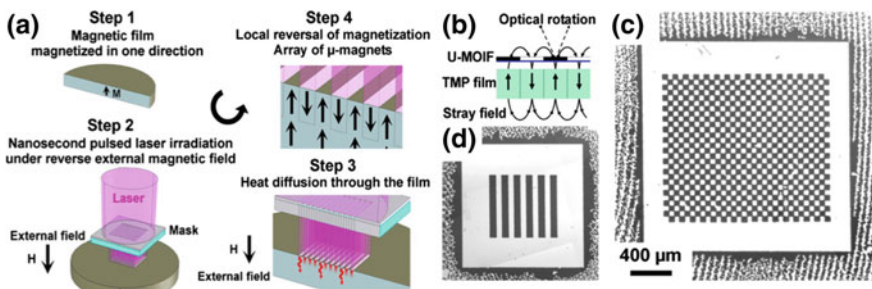 (a)
Step 1
Magnetic film
magnetized in one direction
M
Step 2
Nanosecond pulsed laser irradiation
under reverse external magnetic field
Laser
Mask
External field
H
Step 4
Local reversal of magnetization
Array of μ-magnets
Step 3
Heat diffusion through the film
H
External field
(b)
Optical rotation
U-MOIF
TMP film
Stray field
(d)
(c)
400 μm